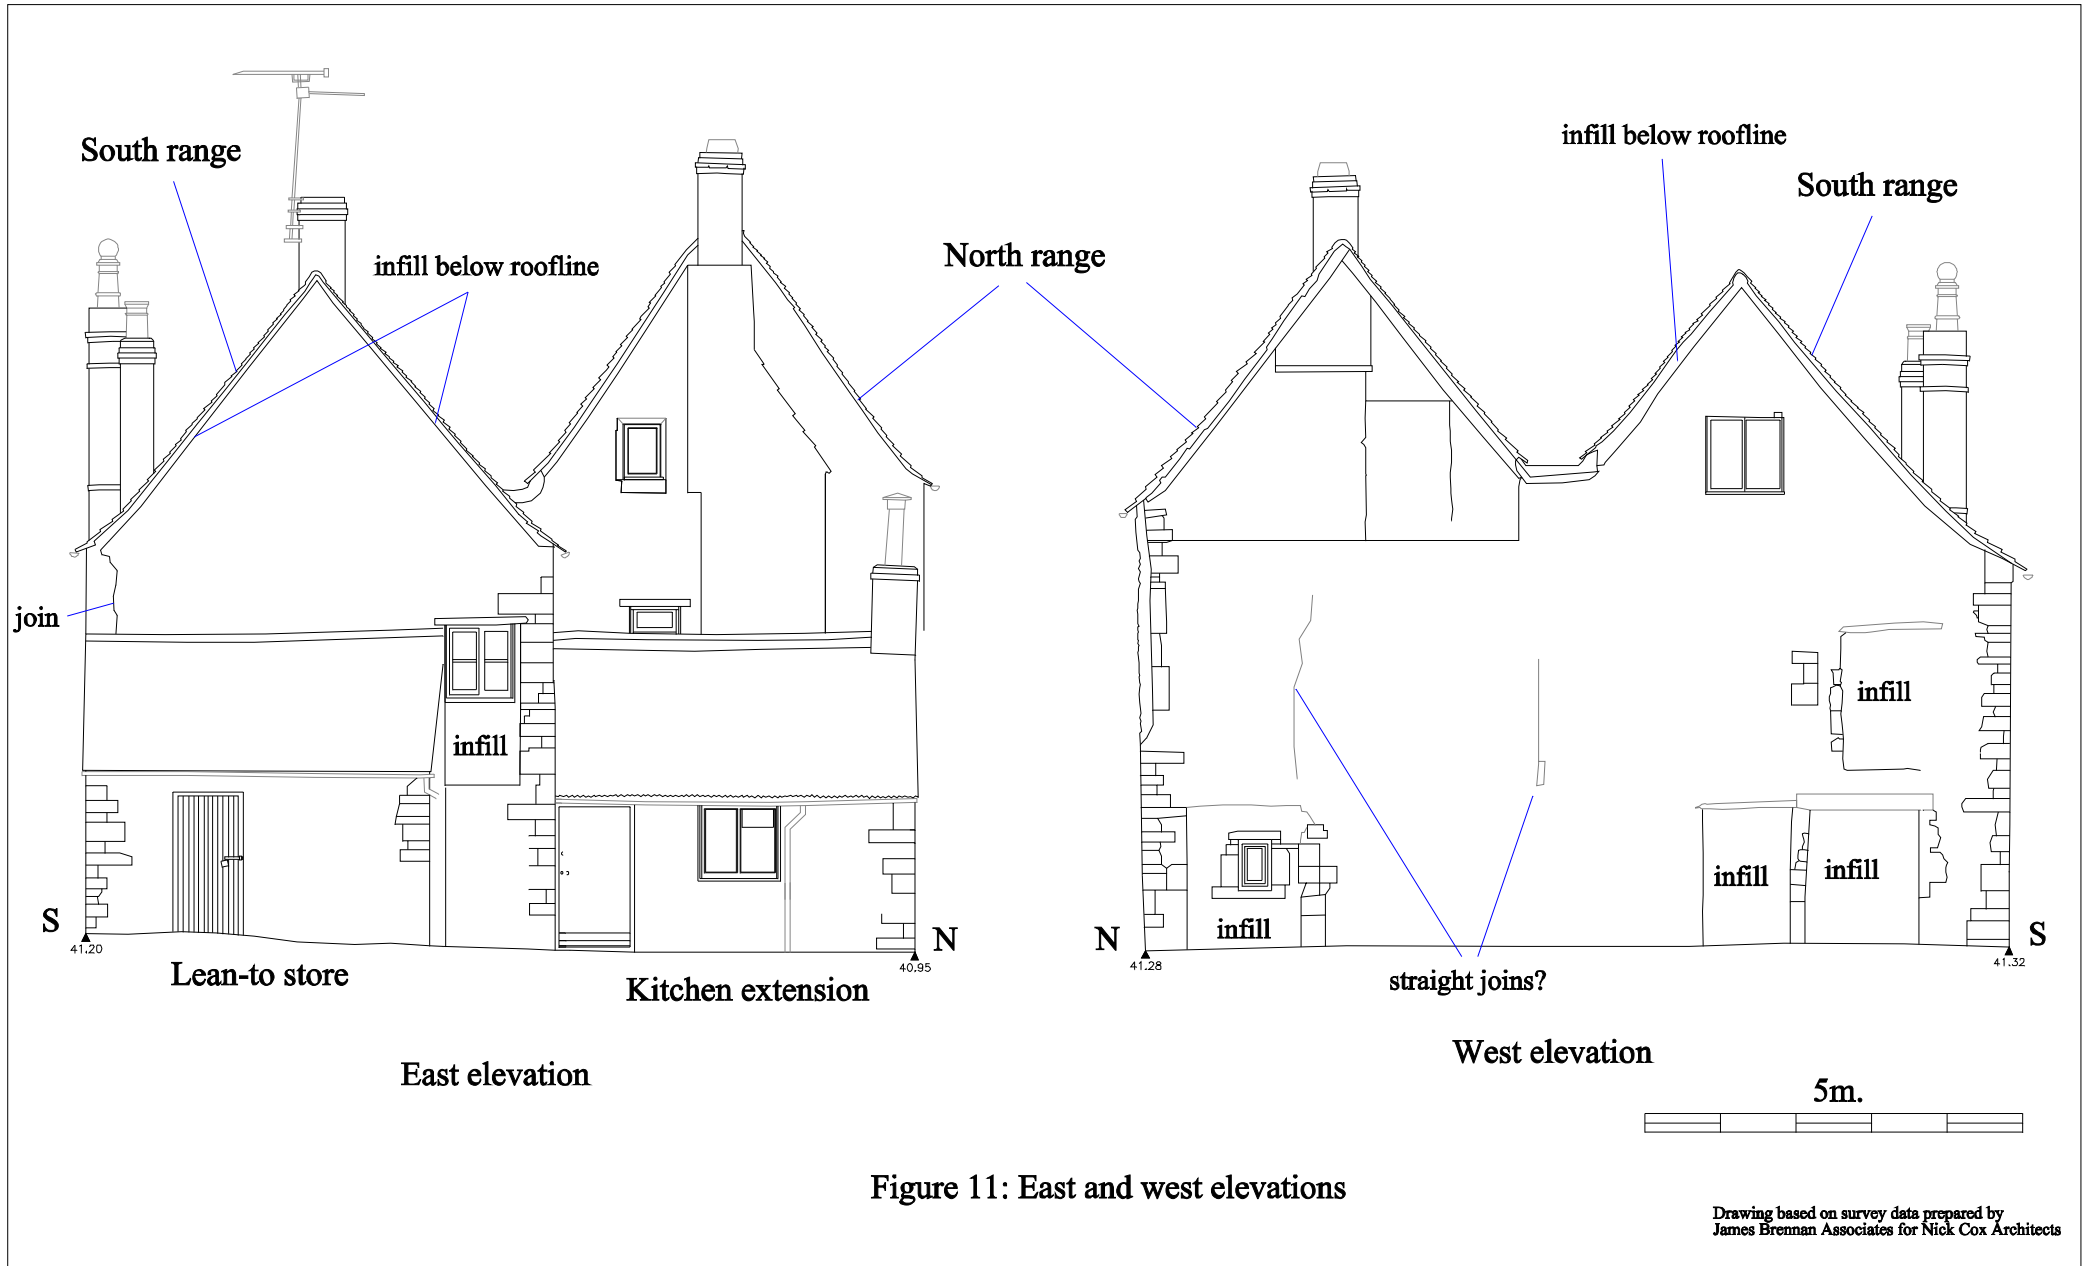 South range
infill below roofline
North range
infill below roofline
South range
join
infill
infill
infill
infill
infill
S
41.20
N
40.95
N
41.28
S
41.32
Lean-to store
Kitchen extension
straight joins?
East elevation
West elevation
5m.
Figure 11: East and west elevations
Drawing based on survey data prepared by
James Brennan Associates for Nick Cox Architects